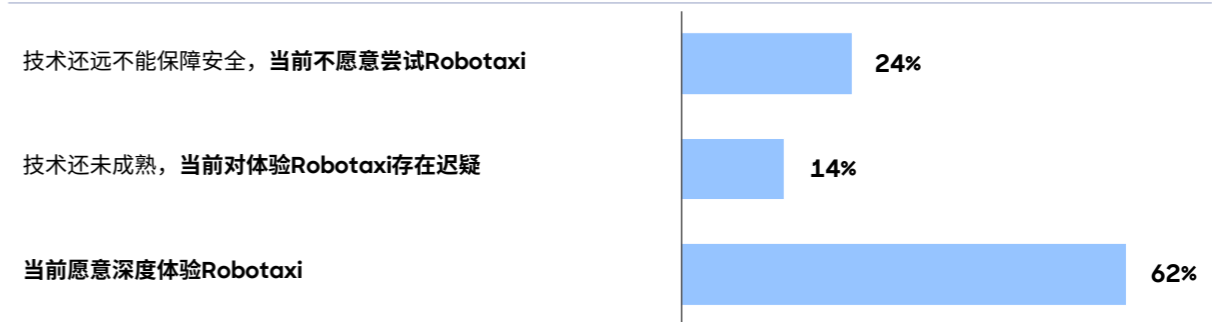 技术还远不能保障安全，当前不愿意尝试Robotaxi
24%
技术还未成熟，当前对体验Robotaxi存在迟疑
14%
当前愿意深度体验Robotaxi
62%